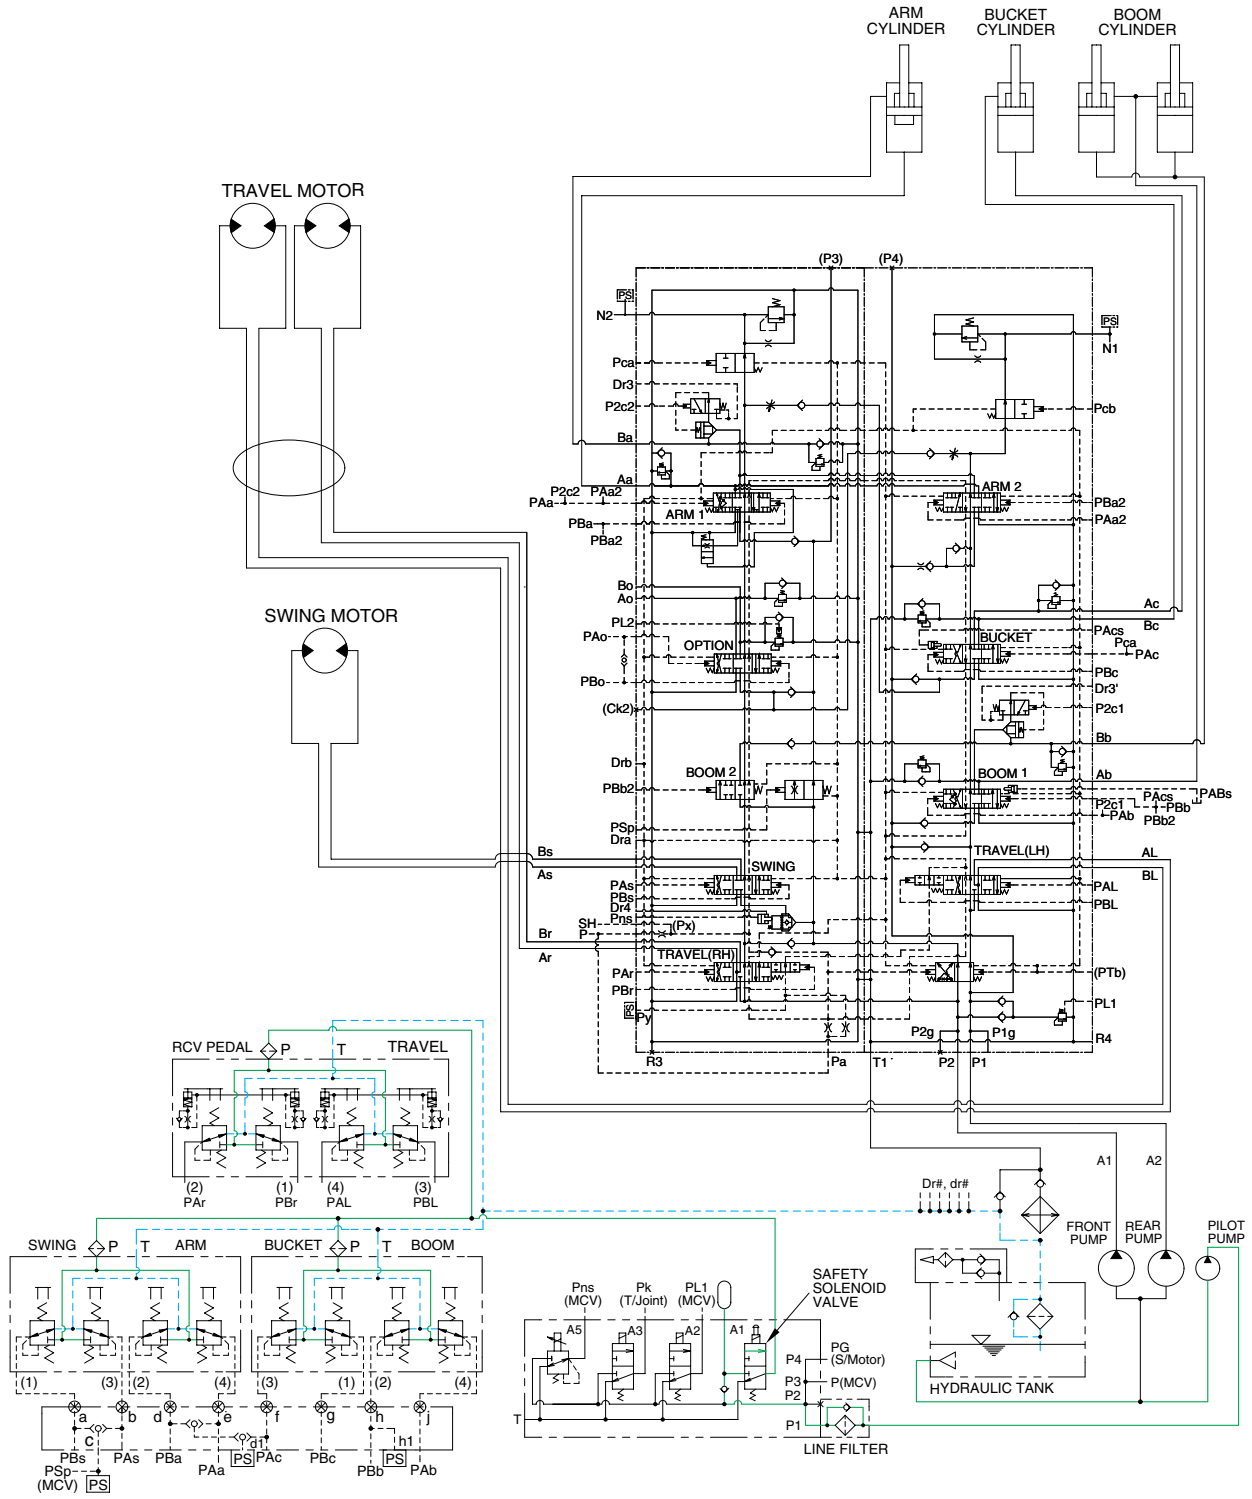 ARM
CYLINDER
BUCKET
CYLINDER
BOOM
CYLINDER
TRAVEL MOTOR
(P3)
(P4)
PS
N2
PS
N1
Pca
Dr3
P2c2
Pcb
Ba
Aa
P2c2
PAa2
PAa
ARM 1
ARM 2
PBa2
PAa2
PBa
PBa2
Bo
Ao
PL2
PAo
OPTION
PBo
(Ck2)
Ac
Bc
PAcs
BUCKET
Pca
PAc
PBc
Dr3'
P2c1
Bb
SWING MOTOR
Drb
BOOM 2
PBb2
PSp
Dra
BOOM 1
Ab
PAcs
PABs
P2c1
PBb
PAb
PBb2
Bs
As
SWING
TRAVEL(LH)
AL
BL
PAs
PBs
Dr4
Pns
SH
P
(Px)
PAL
PBL
Br
Ar
TRAVEL(RH)
PAr
PBr
PS
Py
(PTb)
PL1
P2g
P1g
R4
R3
Pa
T1
P2
P1
RCV PEDAL
P
T
TRAVEL
(2)
PAr
(1)
PBr
(4)
PAL
(3)
PBL
A1
A2
Dr#, dr#
FRONT
PUMP
REAR
PUMP
PILOT
PUMP
SWING
P
T
ARM
BUCKET
P
T
BOOM
(1)
(3)
(2)
(4)
(3)
(1)
(2)
(4)
a
b
d
e
f
g
h
j
c
d1
h1
PBs
PAs
PBa
PAa
PS
PAc
PBc
PBb
PS
PAb
PSp
(MCV)
PS
Pns
(MCV)
Pk
(T/Joint)
PL1
(MCV)
SAFETY
SOLENOID
VALVE
A5
A3
A2
A1
P4
PG
(S/Motor)
P3
P(MCV)
P2
T
P1
LINE FILTER
HYDRAULIC TANK